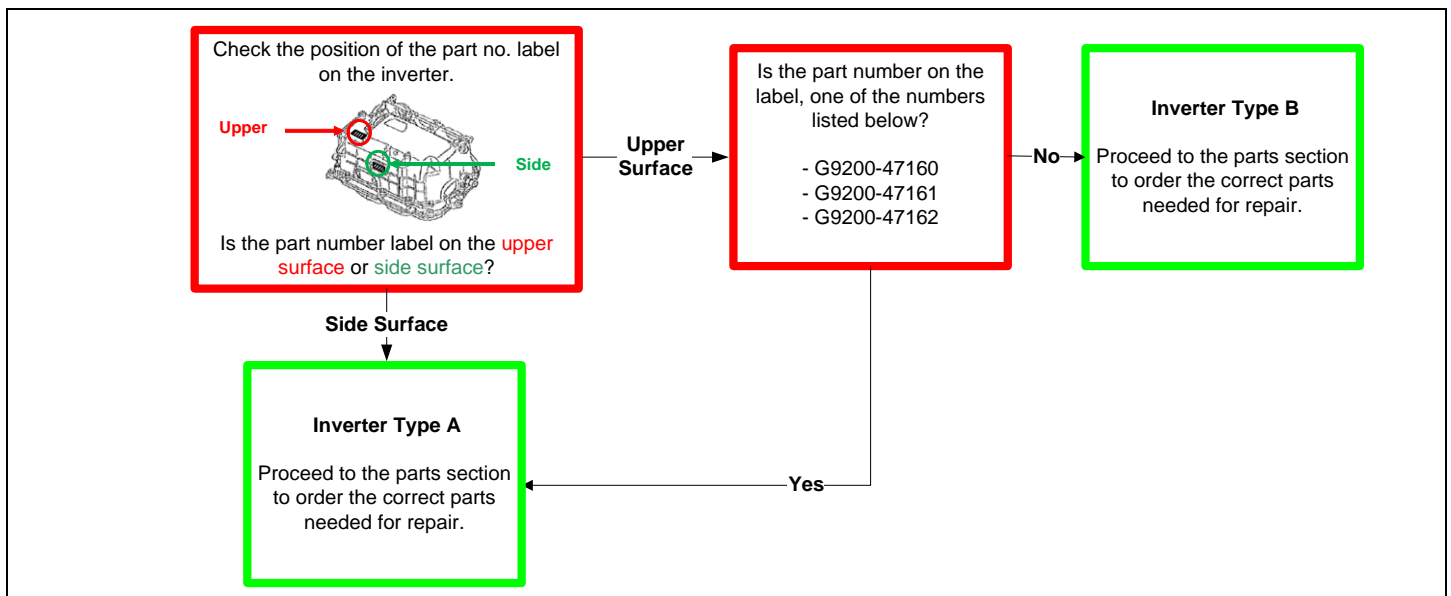 Check the position of the part no. label
on the inverter.
Upper
Side
Is the part number label on the upper
surface or side surface?
Upper
Surface
Is the part number on the
label, one of the numbers
listed below?
- G9200-47160
- G9200-47161
- G9200-47162
No
Inverter Type B
Proceed to the parts section
to order the correct parts
needed for repair.
Side Surface
Inverter Type A
Proceed to the parts section
to order the correct parts
needed for repair.
Yes